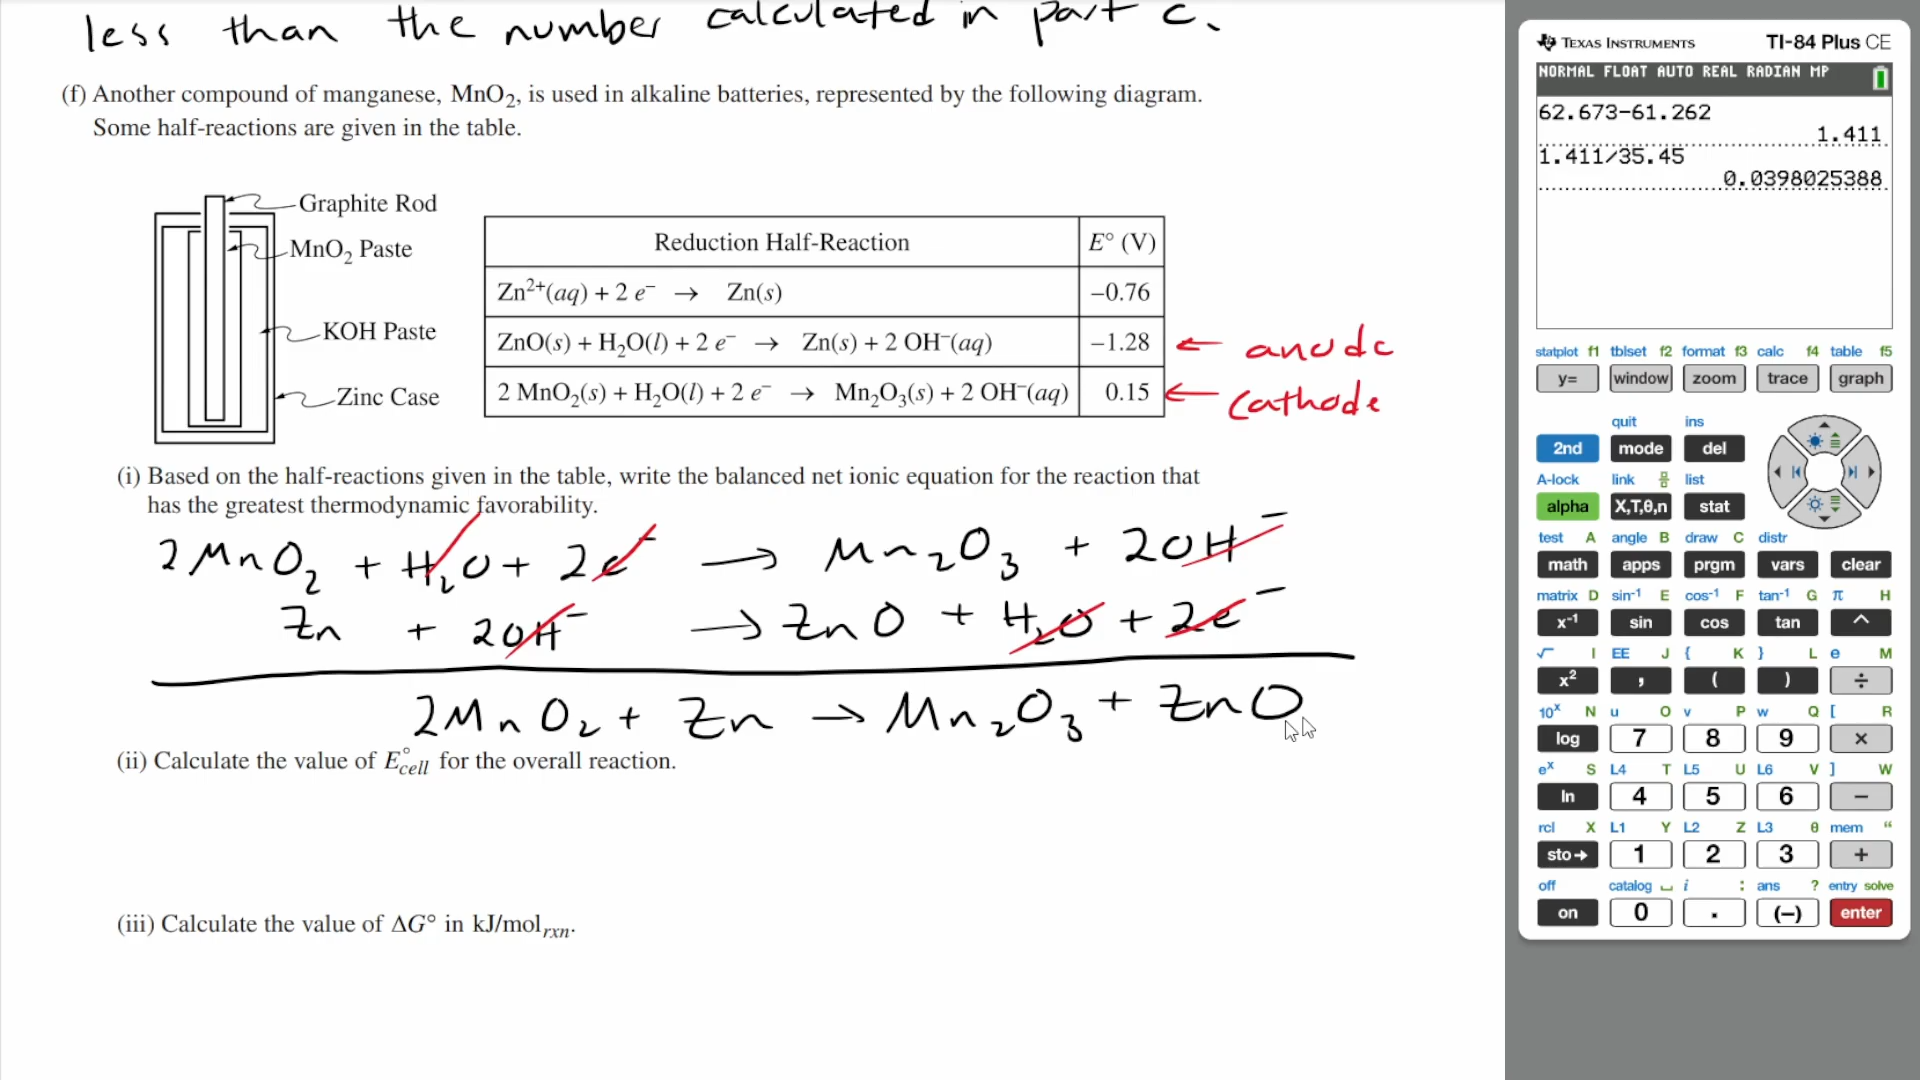 less than the number calculated in part c.
(f) Another compound of manganese, MnO₂, is used in alkaline batteries, represented by the following diagram.
Some half-reactions are given in the table.
Graphite Rod
MnO₂ Paste
KOH Paste
Zinc Case
Reduction Half-Reaction E° (V)
Zn²⁺(aq) + 2 e⁻ → Zn(s) −0.76
ZnO(s) + H₂O(l) + 2 e⁻ → Zn(s) + 2 OH⁻(aq) −1.28 ← anode
2 MnO₂(s) + H₂O(l) + 2 e⁻ → Mn₂O₃(s) + 2 OH⁻(aq) 0.15 ← cathode
(i) Based on the half-reactions given in the table, write the balanced net ionic equation for the reaction that
has the greatest thermodynamic favorability.
2MnO₂ + H₂O + 2e⁻ → Mn₂O₃ + 2OH⁻
Zn + 2OH⁻ → ZnO + H₂O + 2e⁻
2MnO₂ + Zn → Mn₂O₃ + ZnO
(ii) Calculate the value of E°cell for the overall reaction.
(iii) Calculate the value of ΔG° in kJ/molrxn.
TEXAS INSTRUMENTS TI-84 Plus CE
NORMAL FLOAT AUTO REAL RADIAN MP
62.673-61.262
1.411
1.411/35.45
0.0398025388
statplot f1 tblset f2 format f3 calc f4 table f5
y= window zoom trace graph
quit ins
2nd mode del
A-lock link list
alpha X,T,θ,n stat
test A angle B draw C distr
math apps prgm vars clear
matrix D sin⁻¹ E cos⁻¹ F tan⁻¹ G π H
x⁻¹ sin cos tan ^
√ I EE J { K } L e M
x² , ( ) ÷
10ˣ N u O v P w Q [ R
log 7 8 9 ×
eˣ S L4 T L5 U L6 V ] W
ln 4 5 6 −
rcl X L1 Y L2 Z L3 θ mem "
sto→ 1 2 3 +
off catalog ⎵ i : ans ? entry solve
on 0 . (−) enter